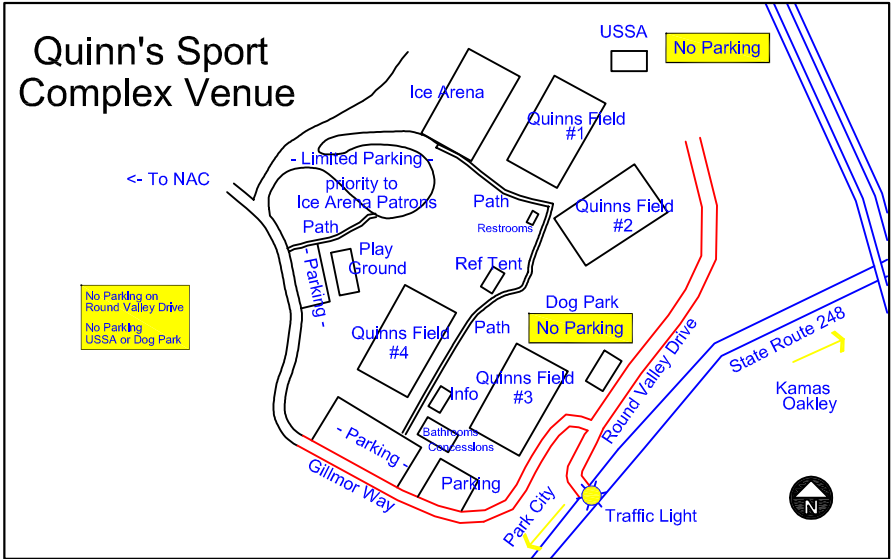 Quinn's Sport
Complex Venue
USSA
No Parking
Ice Arena
Quinns Field
#1
- Limited Parking -
priority to
Ice Arena Patrons
<- To NAC
Path
Path
Restrooms
Quinns Field
#2
- Parking -
Play
Ground
Ref Tent
No Parking on
Round Valley Drive
No Parking
USSA or Dog Park
Dog Park
No Parking
Quinns Field
#4
Path
Round Valley Drive
State Route 248
Kamas
Oakley
Quinns Field
#3
Info
Bathrooms
Concessions
- Parking -
Parking
Gillmor Way
Park City
Traffic Light
N